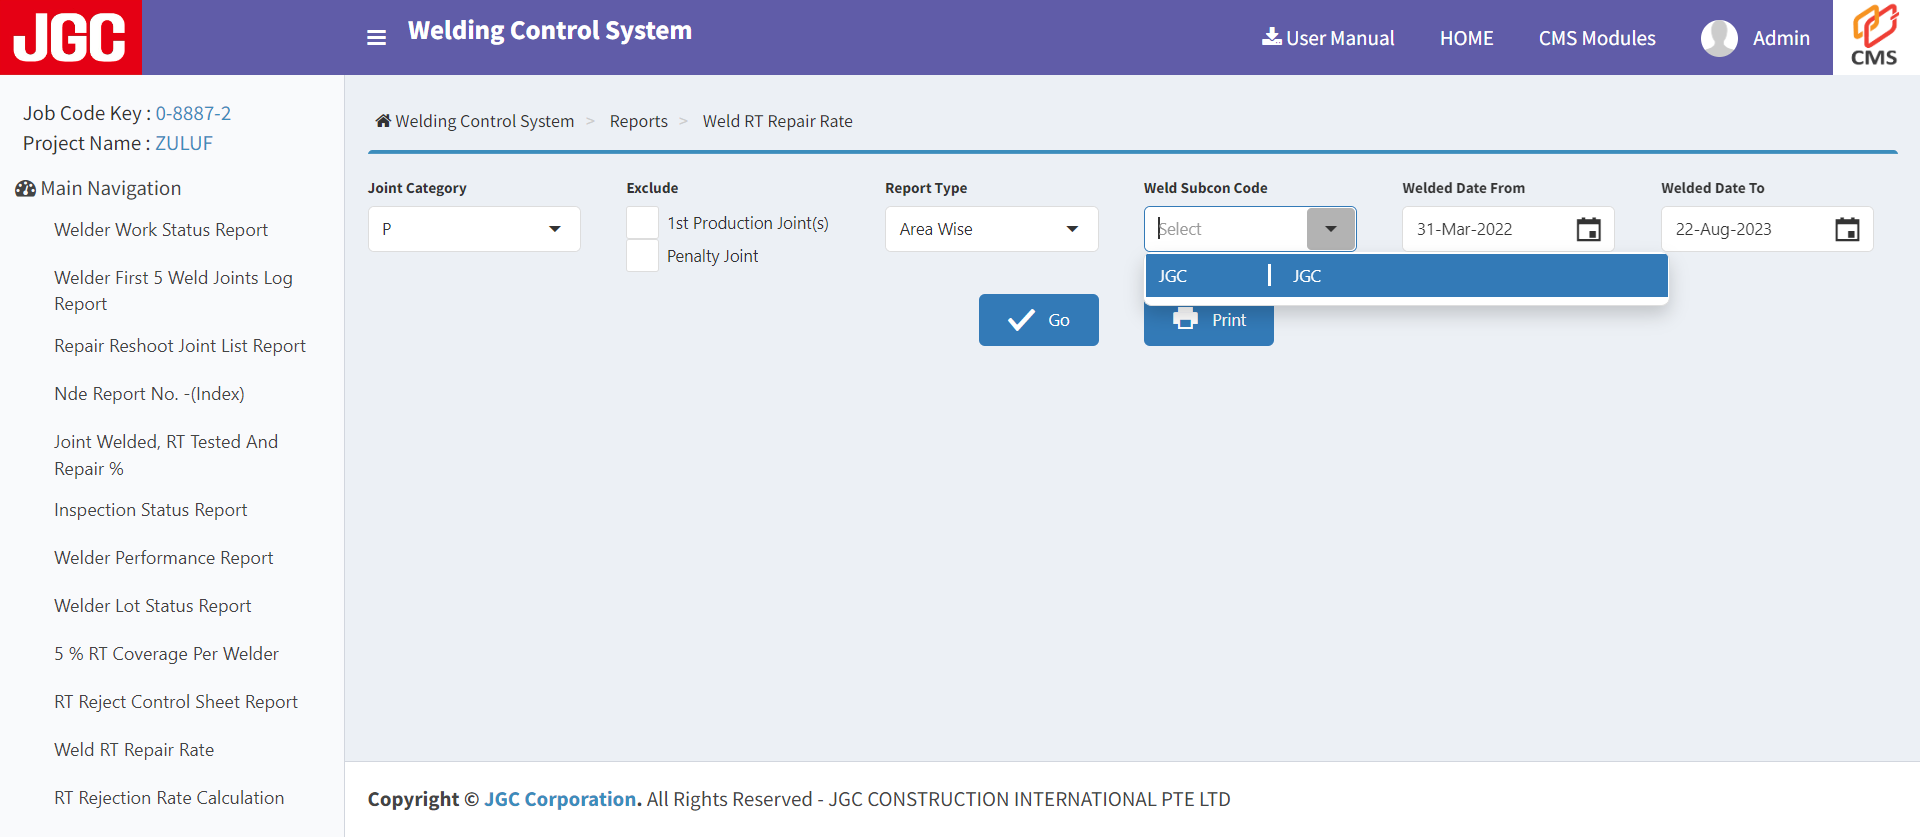 JGC
Welding Control System
User Manual
HOME
CMS Modules
Admin
CMS
Job Code Key : 0-8887-2
Project Name : ZULUF
Main Navigation
Welder Work Status Report
Welder First 5 Weld Joints Log
Report
Repair Reshoot Joint List Report
Nde Report No. -(Index)
Joint Welded, RT Tested And
Repair %
Inspection Status Report
Welder Performance Report
Welder Lot Status Report
5 % RT Coverage Per Welder
RT Reject Control Sheet Report
Weld RT Repair Rate
RT Rejection Rate Calculation
Welding Control System > Reports > Weld RT Repair Rate
Joint Category
P
Exclude
1st Production Joint(s)
Penalty Joint
Report Type
Area Wise
Weld Subcon Code
Select
JGC | JGC
Welded Date From
31-Mar-2022
Welded Date To
22-Aug-2023
Go
Print
Copyright © JGC Corporation. All Rights Reserved - JGC CONSTRUCTION INTERNATIONAL PTE LTD